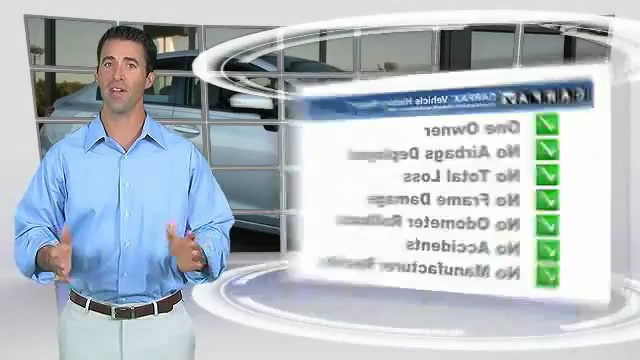 CARFAX Vehicle History
One Owner
No Airbags Deployed
No Total Loss
No Frame Damage
No Odometer Rollback
No Accidents
No Manufacturer